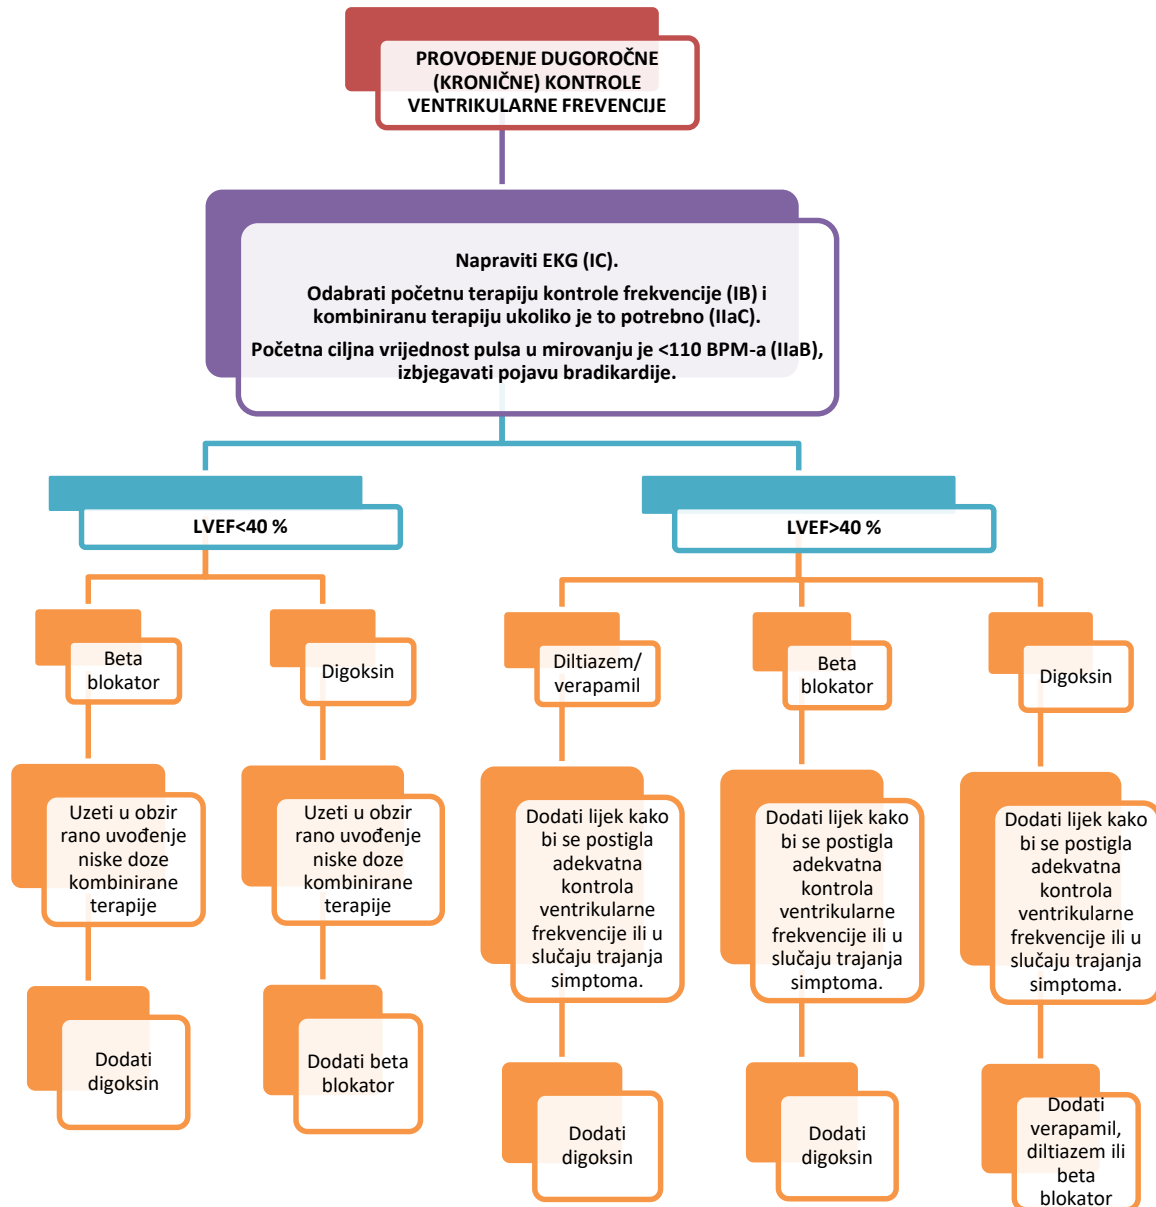 PROVOĐENJE DUGOROČNE
(KRONIČNE) KONTROLE
VENTRIKULARNE FREVENCIJE
Napraviti EKG (IC).
Odabrati početnu terapiju kontrole frekvencije (IB) i
kombiniranu terapiju ukoliko je to potrebno (IIaC).
Početna ciljna vrijednost pulsa u mirovanju je <110 BPM-a (IIaB),
izbjegavati pojavu bradikardije.
LVEF<40 %
LVEF>40 %
Beta
blokator
Digoksin
Diltiazem/
verapamil
Beta
blokator
Digoksin
Uzeti u obzir
rano uvođenje
niske doze
kombinirane
terapije
Uzeti u obzir
rano uvođenje
niske doze
kombinirane
terapije
Dodati lijek kako
bi se postigla
adekvatna
kontrola
ventrikularne
frekvencije ili u
slučaju trajanja
simptoma.
Dodati lijek kako
bi se postigla
adekvatna
kontrola
ventrikularne
frekvencije ili u
slučaju trajanja
simptoma.
Dodati lijek kako
bi se postigla
adekvatna
kontrola
ventrikularne
frekvencije ili u
slučaju trajanja
simptoma.
Dodati
digoksin
Dodati beta
blokator
Dodati
digoksin
Dodati
digoksin
Dodati
verapamil,
diltiazem ili
beta
blokator